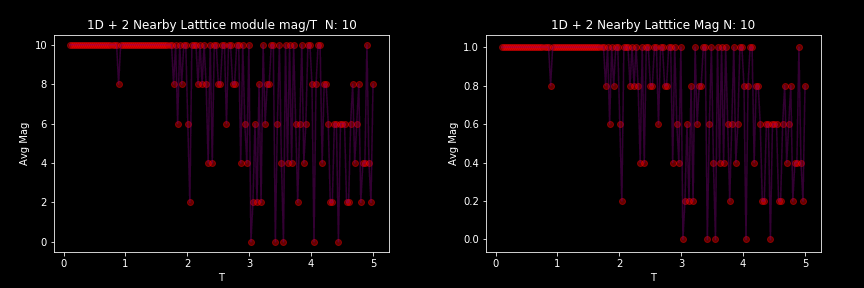 1D + 2 Nearby Latttice module mag/T  N: 10
Avg Mag
10
8
6
4
2
0
0 1 2 3 4 5
T
1D + 2 Nearby Latttice Mag N: 10
Avg Mag
1.0
0.8
0.6
0.4
0.2
0.0
0 1 2 3 4 5
T